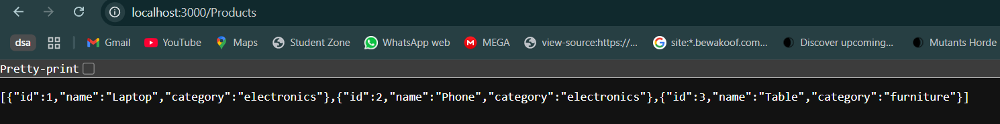 localhost:3000/Products
dsa Gmail YouTube Maps Student Zone WhatsApp web MEGA view-source:https://... site:*.bewakoof.com... Discover upcoming... Mutants Horde
Pretty-print
[{"id":1,"name":"Laptop","category":"electronics"},{"id":2,"name":"Phone","category":"electronics"},{"id":3,"name":"Table","category":"furniture"}]